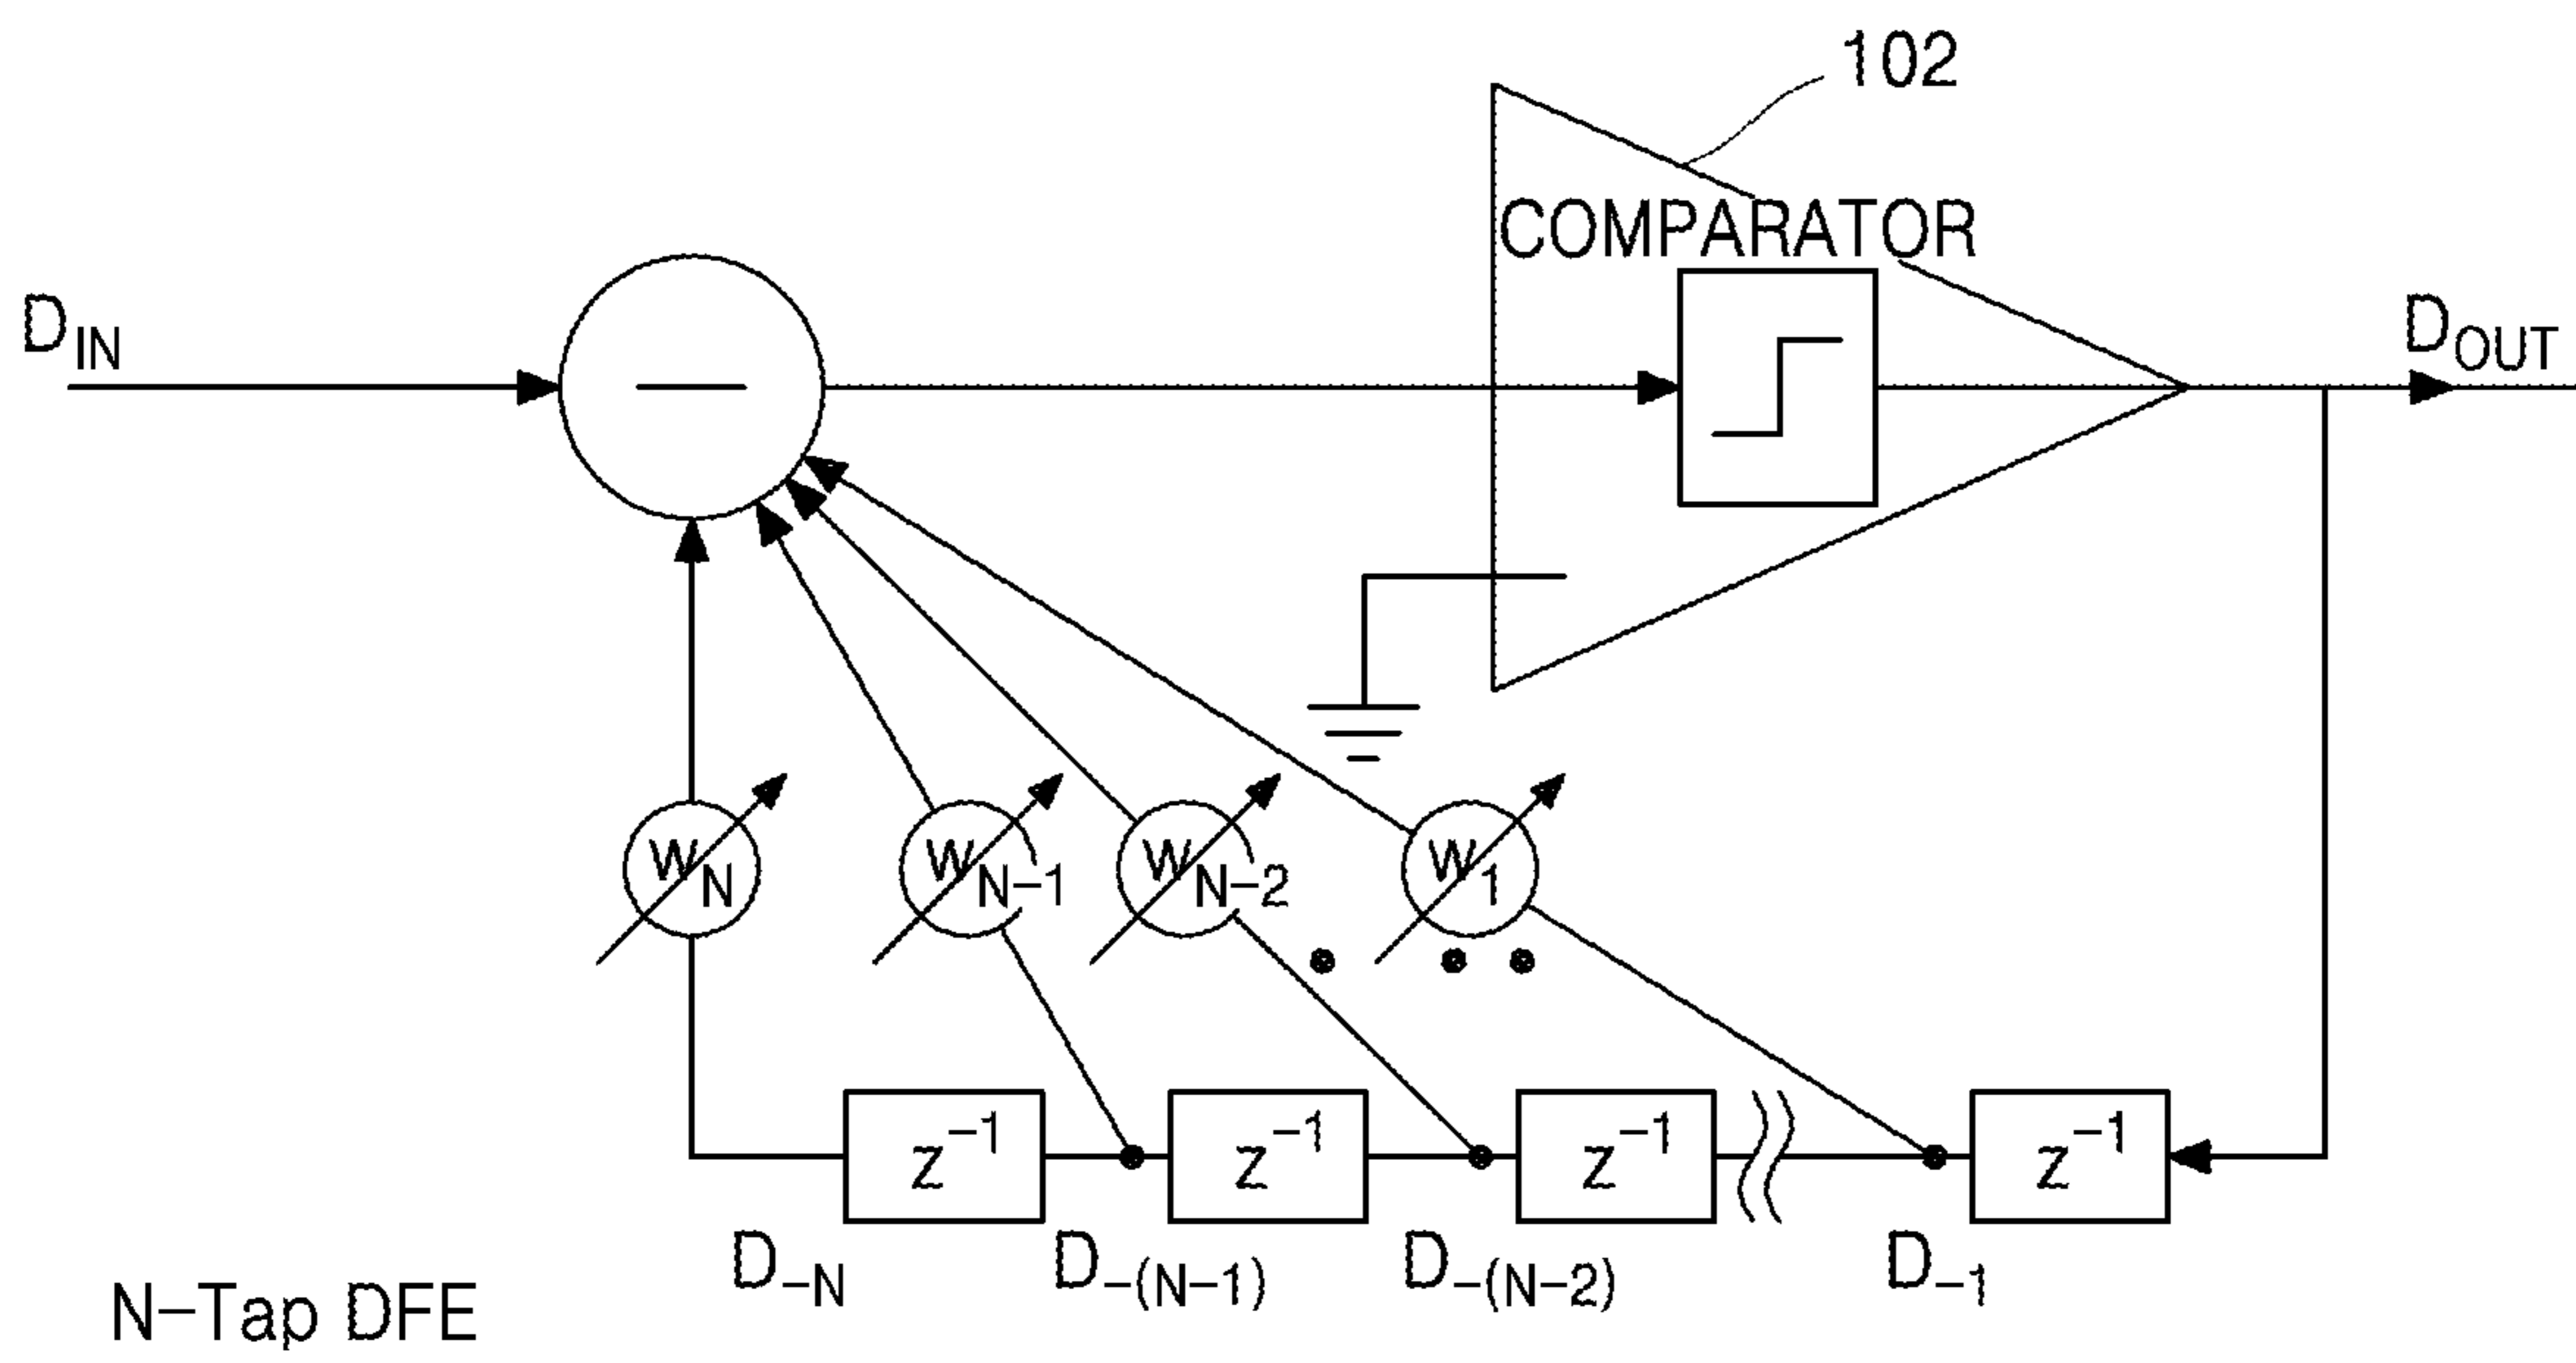 102
COMPARATOR
D_IN
D_OUT
W_N
W_N-1
W_N-2
W_1
z^-1
z^-1
z^-1
z^-1
D_-N
D_-(N-1)
D_-(N-2)
D_-1
N-Tap DFE